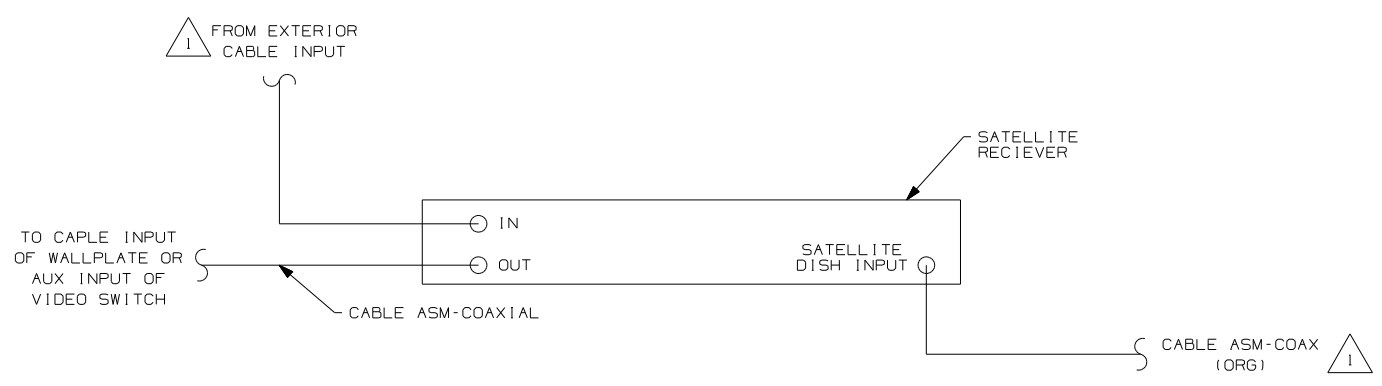 1
FROM EXTERIOR
CABLE INPUT
SATELLITE
RECIEVER
IN
TO CAPLE INPUT
OF WALLPLATE OR
AUX INPUT OF
VIDEO SWITCH
OUT
SATELLITE
DISH INPUT
CABLE ASM-COAXIAL
CABLE ASM-COAX
(ORG)
1